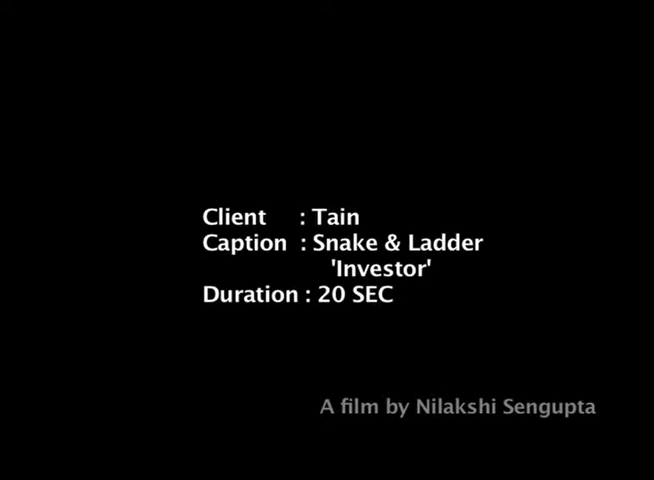 Client : Tain
Caption : Snake & Ladder
'Investor'
Duration : 20 SEC
A film by Nilakshi Sengupta